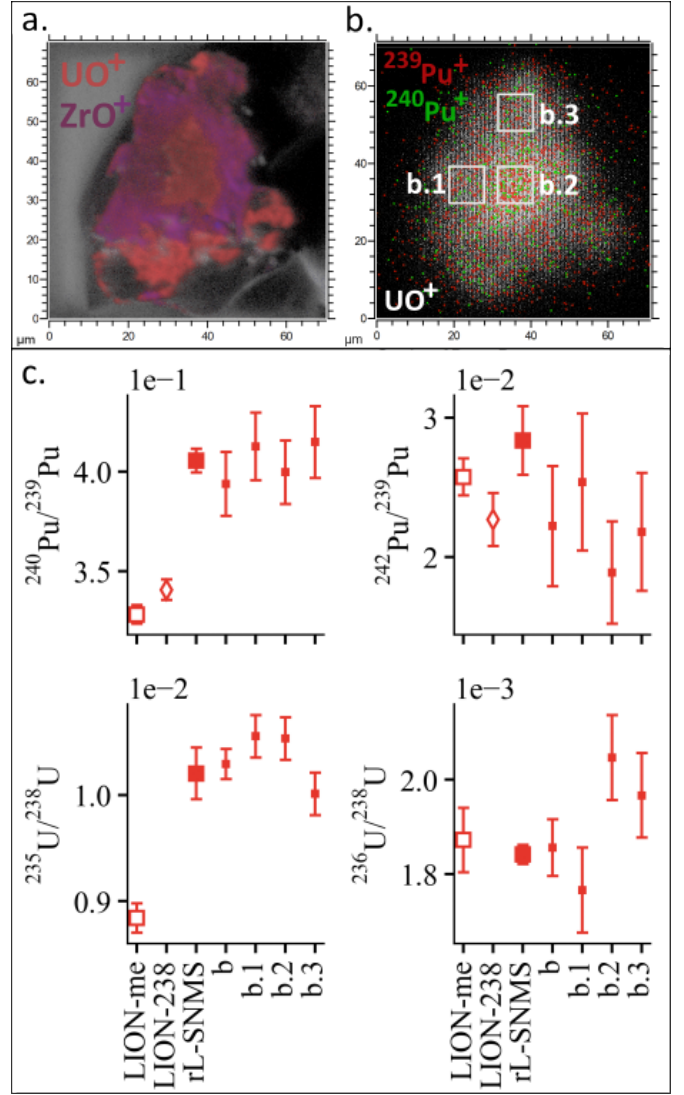 a.
UO⁺
ZrO⁺
60
50
40
30
20
10
0
µm
0
20
40
60
b.
²³⁹Pu⁺
²⁴⁰Pu⁺
b.3
b.1
b.2
UO⁺
60
50
40
30
20
10
0
µm
0
20
40
60
c.
1e−1
²⁴⁰Pu/²³⁹Pu
4.0
3.5
1e−2
²⁴²Pu/²³⁹Pu
3
2
1e−2
²³⁵U/²³⁸U
1.0
0.9
1e−3
²³⁶U/²³⁸U
2.0
1.8
LION-me
LION-238
rL-SNMS
b
b.1
b.2
b.3
LION-me
LION-238
rL-SNMS
b
b.1
b.2
b.3